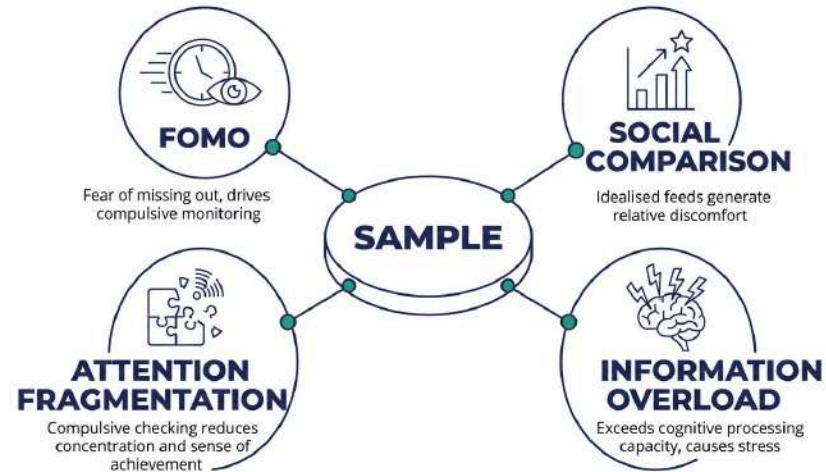 FOMO
Fear of missing out, drives
compulsive monitoring
SOCIAL
COMPARISON
Idealised feeds generate
relative discomfort
SAMPLE
ATTENTION
FRAGMENTATION
Compulsive checking reduces
concentration and sense of
achievement
INFORMATION
OVERLOAD
Exceeds cognitive processing
capacity, causes stress